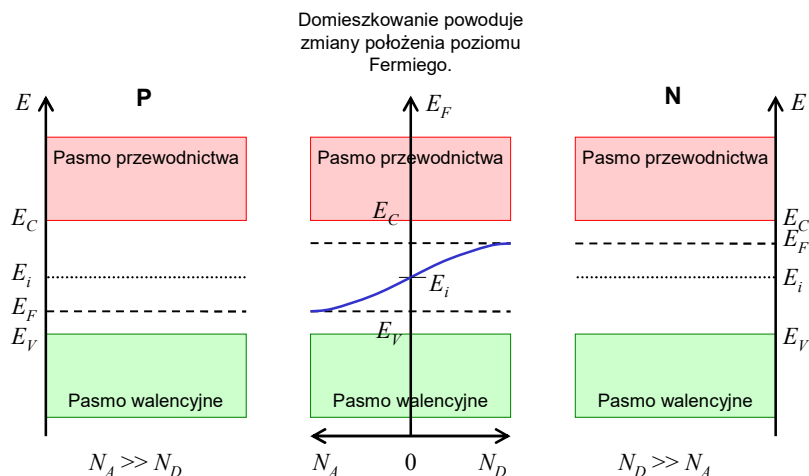 Domieszkowanie powoduje
zmiany położenia poziomu
Fermiego.
E
P
Pasmo przewodnictwa
E_C
E_i
E_F
E_V
Pasmo walencyjne
N_A >> N_D
E_F
Pasmo przewodnictwa
E_C
E_i
E_V
Pasmo walencyjne
N_A 0 N_D
N
E
Pasmo przewodnictwa
E_C
E_F
E_i
E_V
Pasmo walencyjne
N_D >> N_A